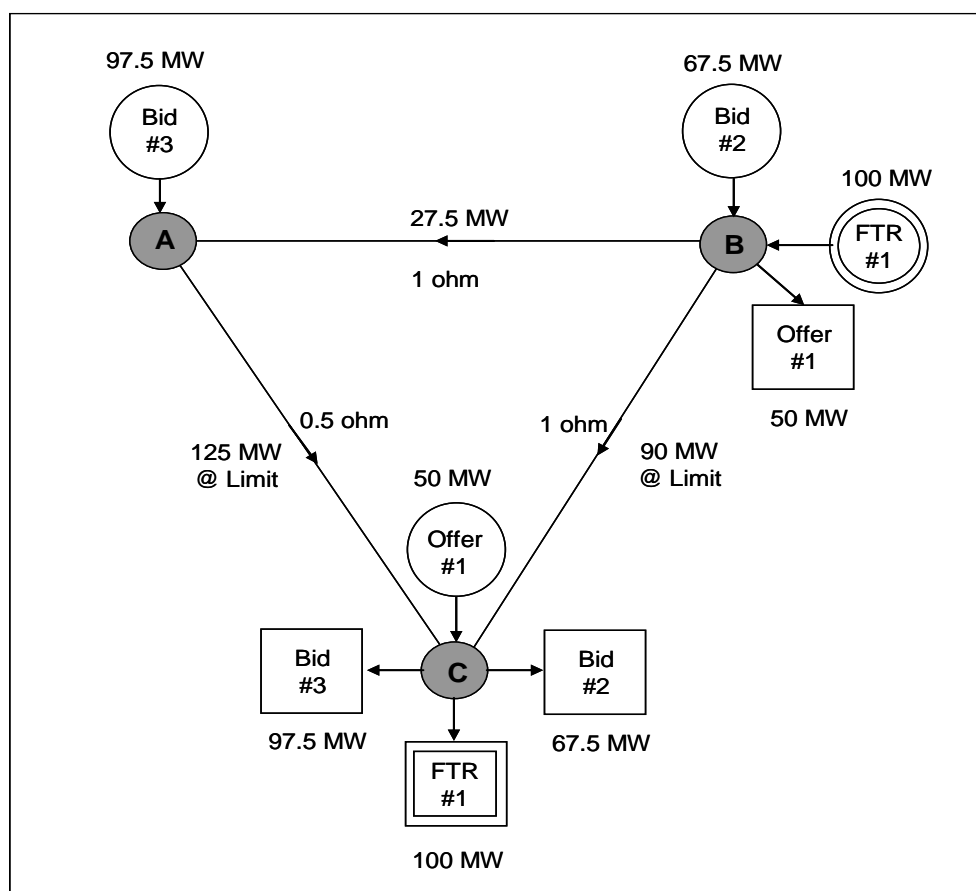 97.5 MW
67.5 MW
Bid
#3
Bid
#2
100 MW
27.5 MW
A
B
FTR
#1
1 ohm
Offer
#1
0.5 ohm
1 ohm
50 MW
125 MW
@ Limit
90 MW
@ Limit
50 MW
Offer
#1
Bid
#3
C
Bid
#2
97.5 MW
67.5 MW
FTR
#1
100 MW